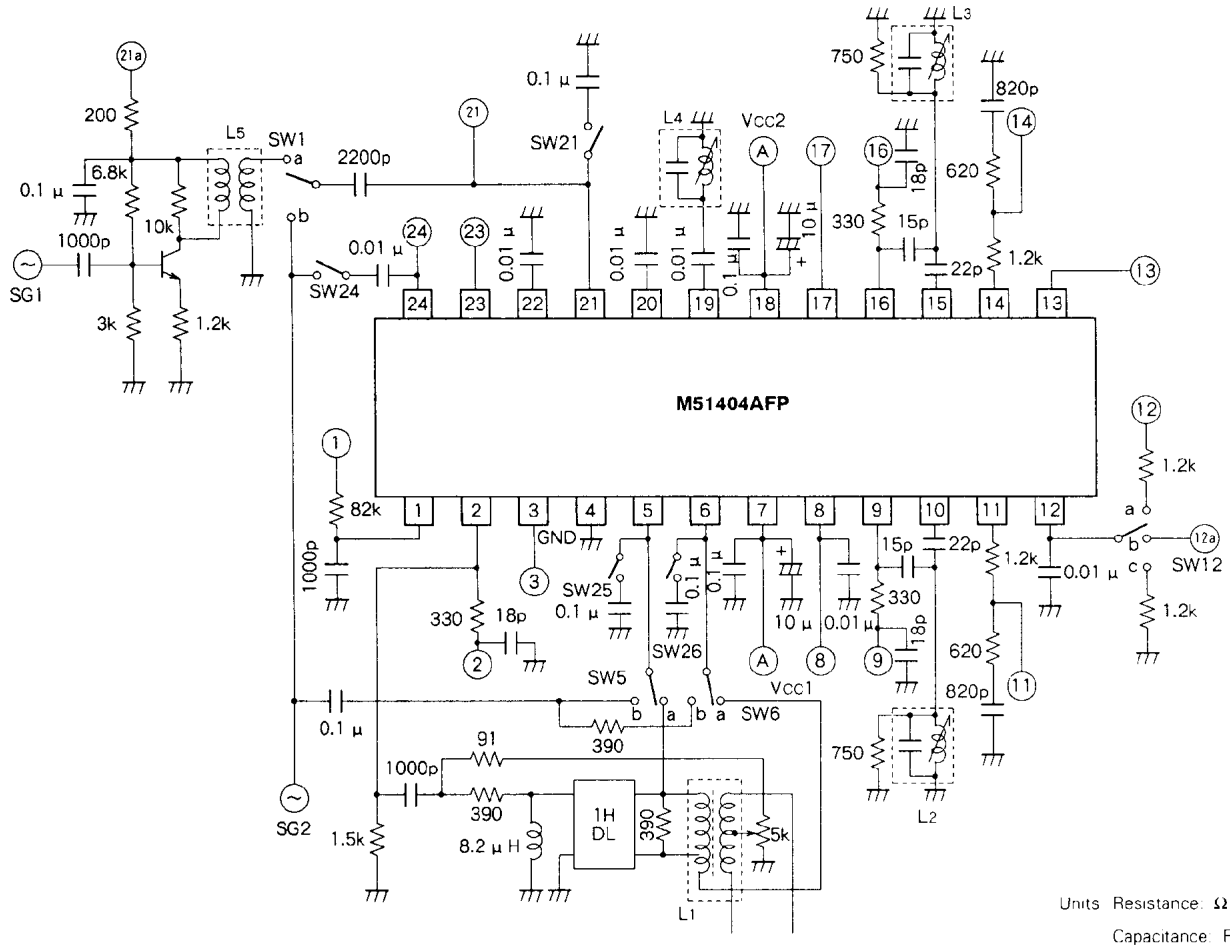 L3
21a
750
0.1 µ
820p
200
21
L4
VCC2
14
L5
SW1
a
SW21
A
17
16
18p
620
6.8k
2200p
0.1 µ
10k
b
10 µ
+
330
15p
1000p
0.01 µ
24
23
0.01 µ
0.01 µ
0.01 µ
0.1 µ
22p
1.2k
13
SG1
SW24
3k
1.2k
24
23
22
21
20
19
18
17
16
15
14
13
M51404AFP
12
1
1.2k
82k
1
2
3
4
5
6
7
8
9
10
11
12
a
b
c
12a
SW12
GND
1000p
3
SW25
0.1 µ
0.1 µ
0.1 µ
+
15p
22p
1.2k
0.01 µ
1.2k
330
18p
0.1 µ
SW26
10 µ
0.01 µ
330
18p
620
2
A
8
9
11
VCC1
SW5
b
a
b
a
SW6
820p
0.1 µ
390
91
750
1000p
390
1H
DL
390
5k
SG2
1.5k
8.2 µ H
L1
L2
Units Resistance: Ω
Capacitance: F